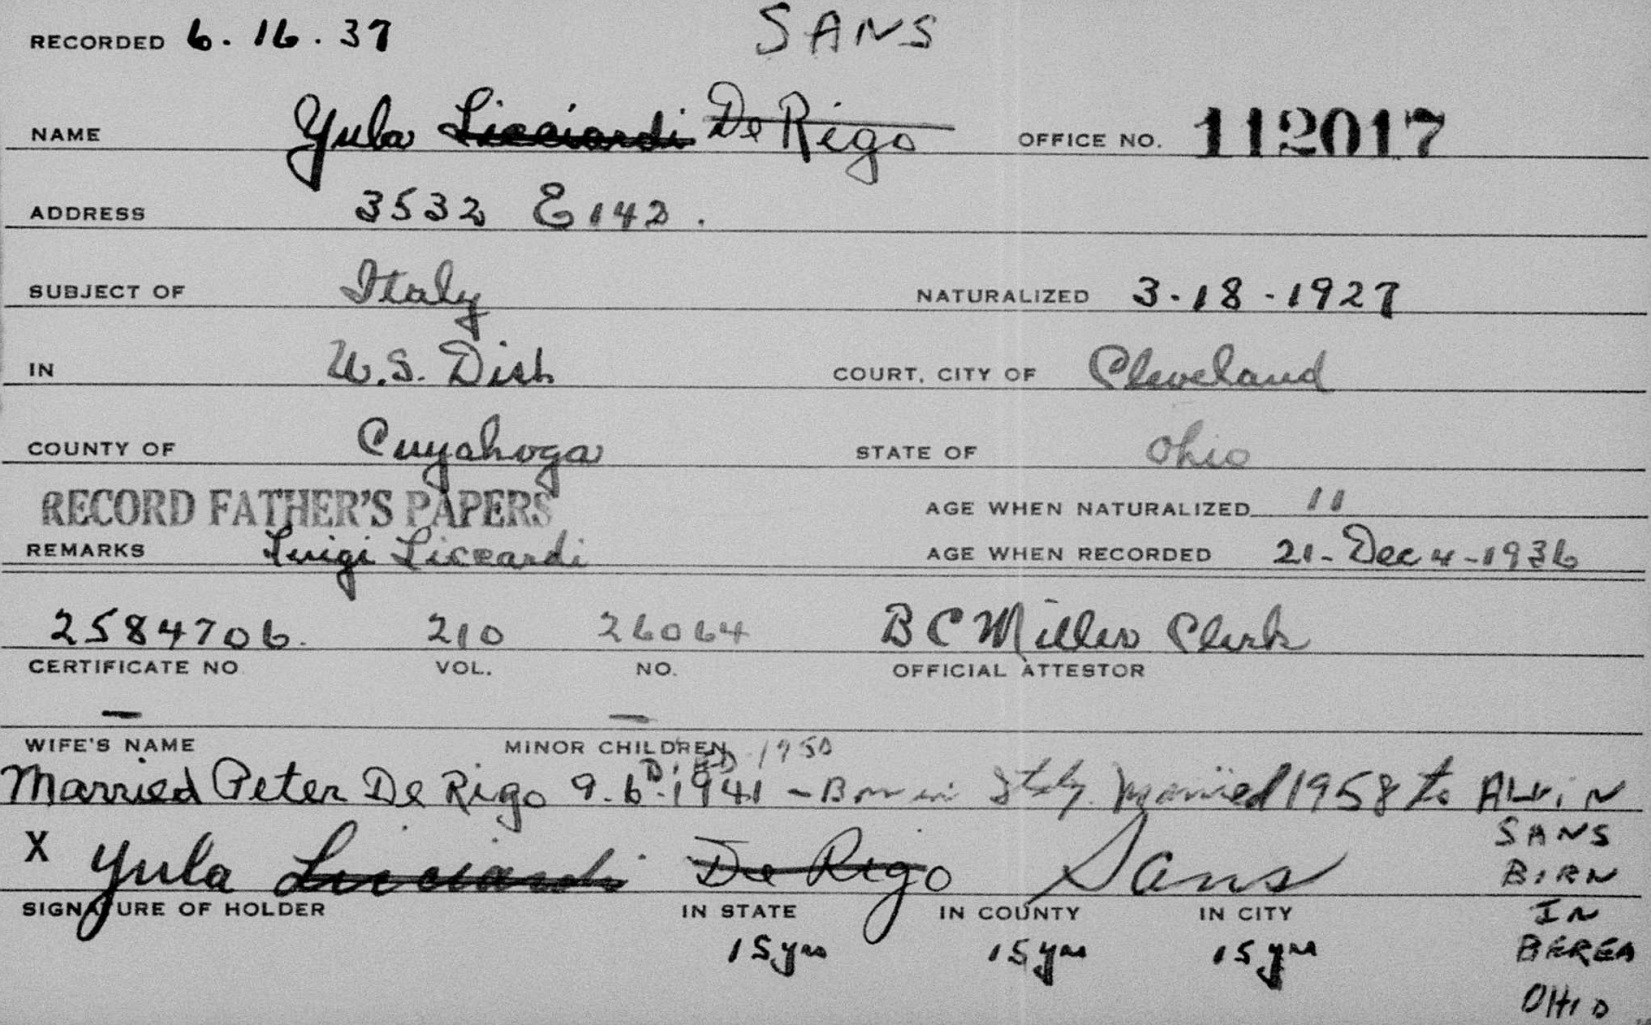 RECORDED 6.16.37 SANS
NAME Yula Licciardi De Rigo OFFICE NO. 112017
ADDRESS 3532 E 142.
SUBJECT OF Italy NATURALIZED 3-18-1927
IN U.S. Dist COURT, CITY OF Cleveland
COUNTY OF Cuyahoga STATE OF Ohio
RECORD FATHER'S PAPERS AGE WHEN NATURALIZED 11
REMARKS Luigi Licciardi AGE WHEN RECORDED 21-Dec 4-1936
2584706. 210 26064 B C Miller Clerk
CERTIFICATE NO VOL. NO. OFFICIAL ATTESTOR
— —
WIFE'S NAME MINOR CHILDREN
DIED 1950
Married Peter De Rigo 9.6.1941 - Born in Italy. Married 1958 to ALViN
SANS
BORN
IN
BEREA
OHIO
X Yula Licciardi De Rigo Sans
SIGNATURE OF HOLDER IN STATE IN COUNTY IN CITY
15 yrs 15 yrs 15 yrs